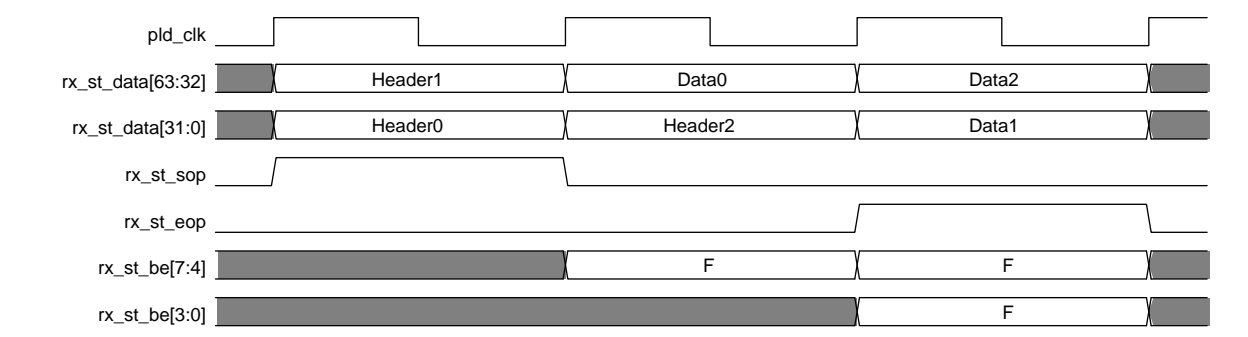 pld_clk
rx_st_data[63:32] Header1 Data0 Data2
rx_st_data[31:0] Header0 Header2 Data1
rx_st_sop
rx_st_eop
rx_st_be[7:4] F F
rx_st_be[3:0] F